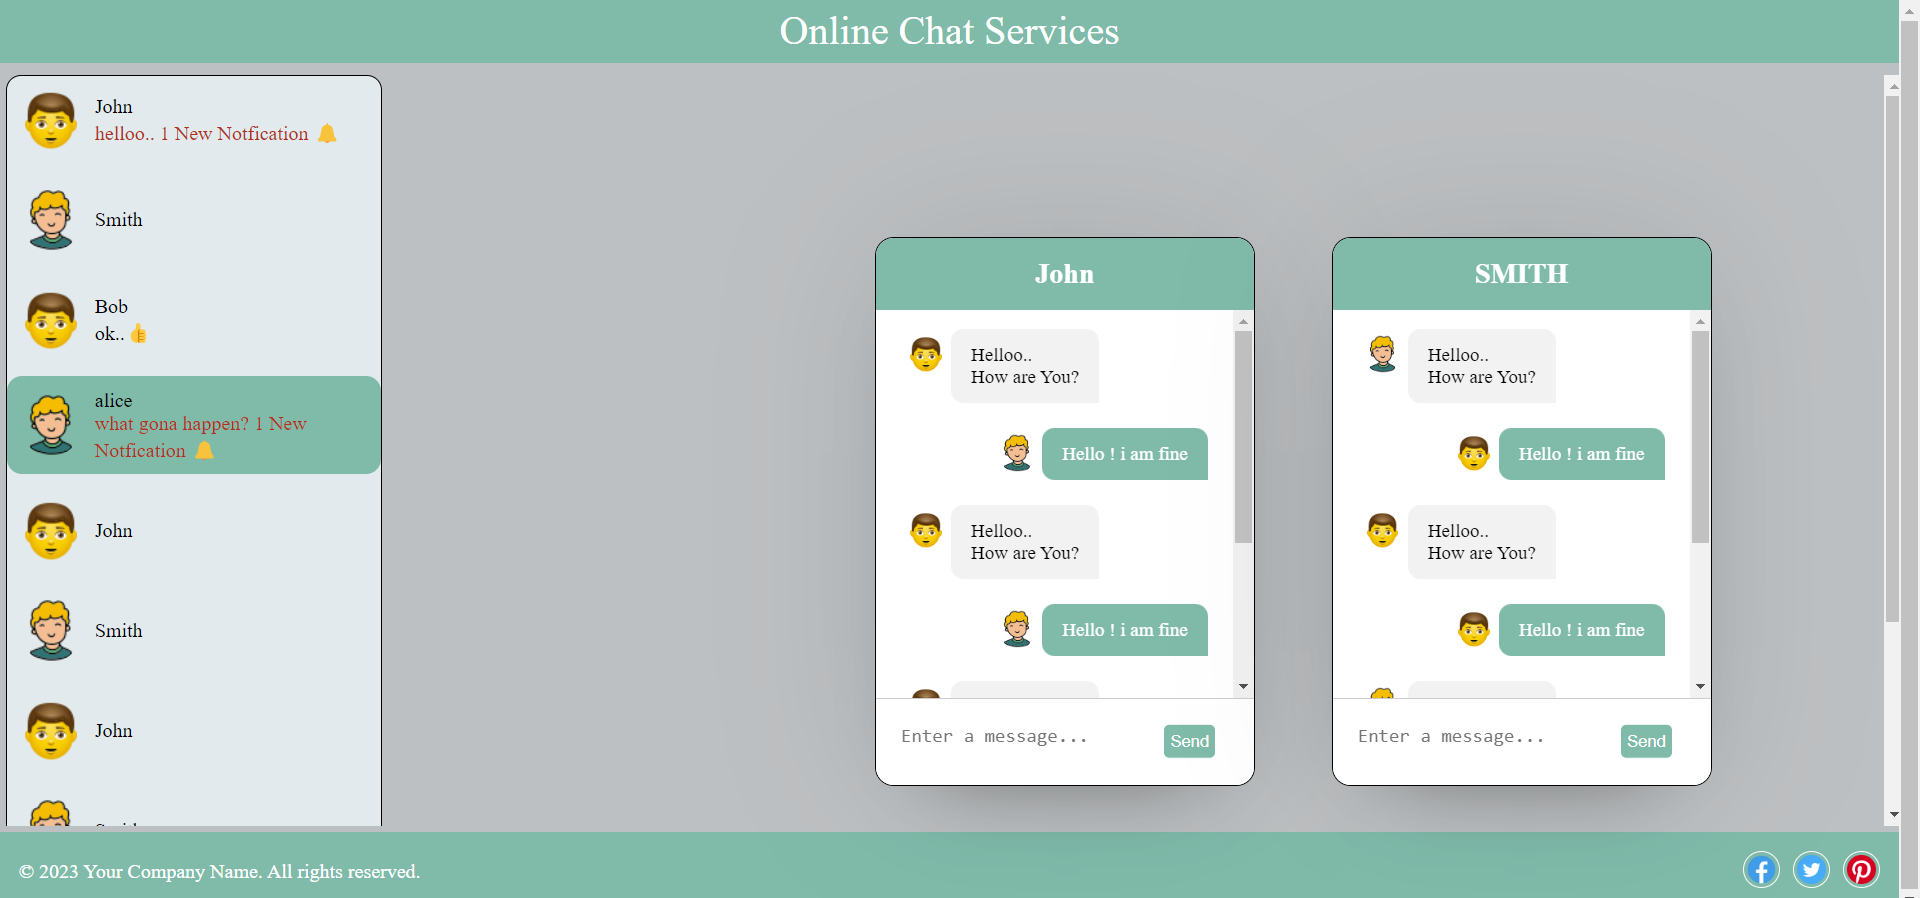 Online Chat Services
John
helloo.. 1 New Notfication
Smith
Bob
ok..
alice
what gona happen? 1 New
Notfication
John
Smith
John
John
Helloo..
How are You?
Hello ! i am fine
Helloo..
How are You?
Hello ! i am fine
Enter a message...
Send
SMITH
Helloo..
How are You?
Hello ! i am fine
Helloo..
How are You?
Hello ! i am fine
Enter a message...
Send
© 2023 Your Company Name. All rights reserved.